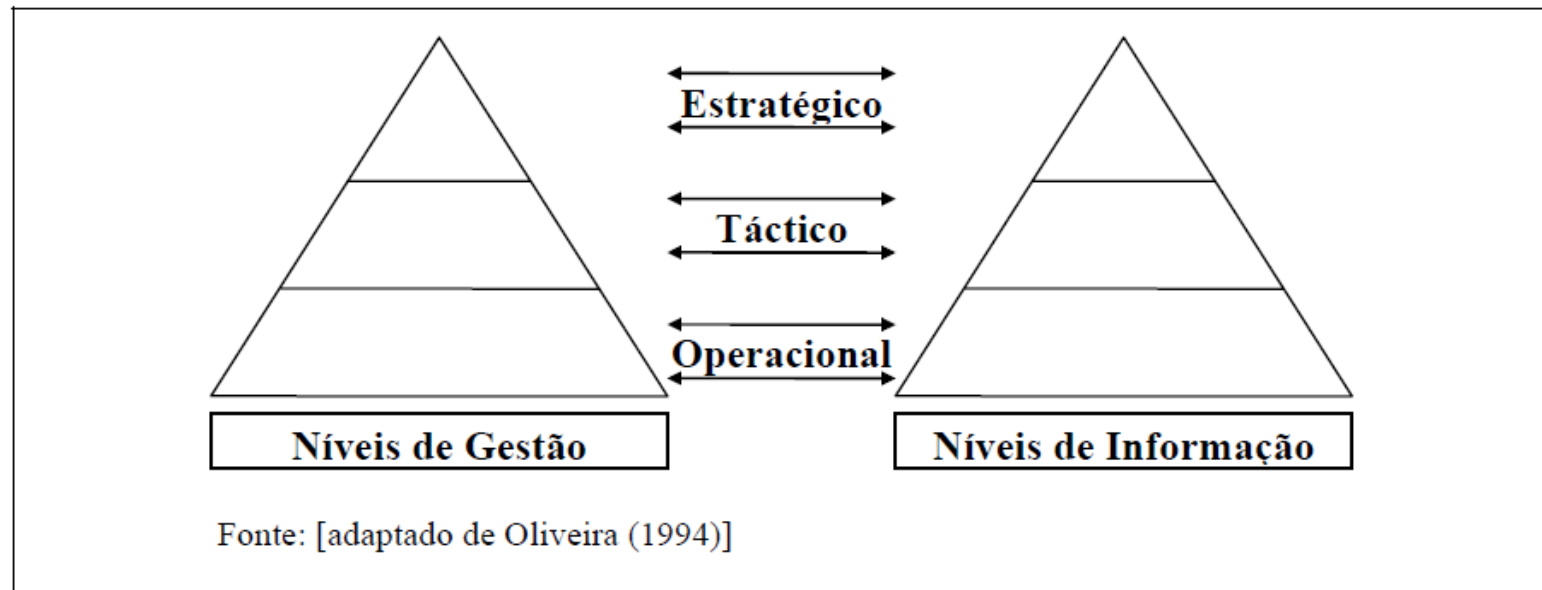 Estratégico
Táctico
Operacional
Níveis de Gestão
Níveis de Informação
Fonte: [adaptado de Oliveira (1994)]